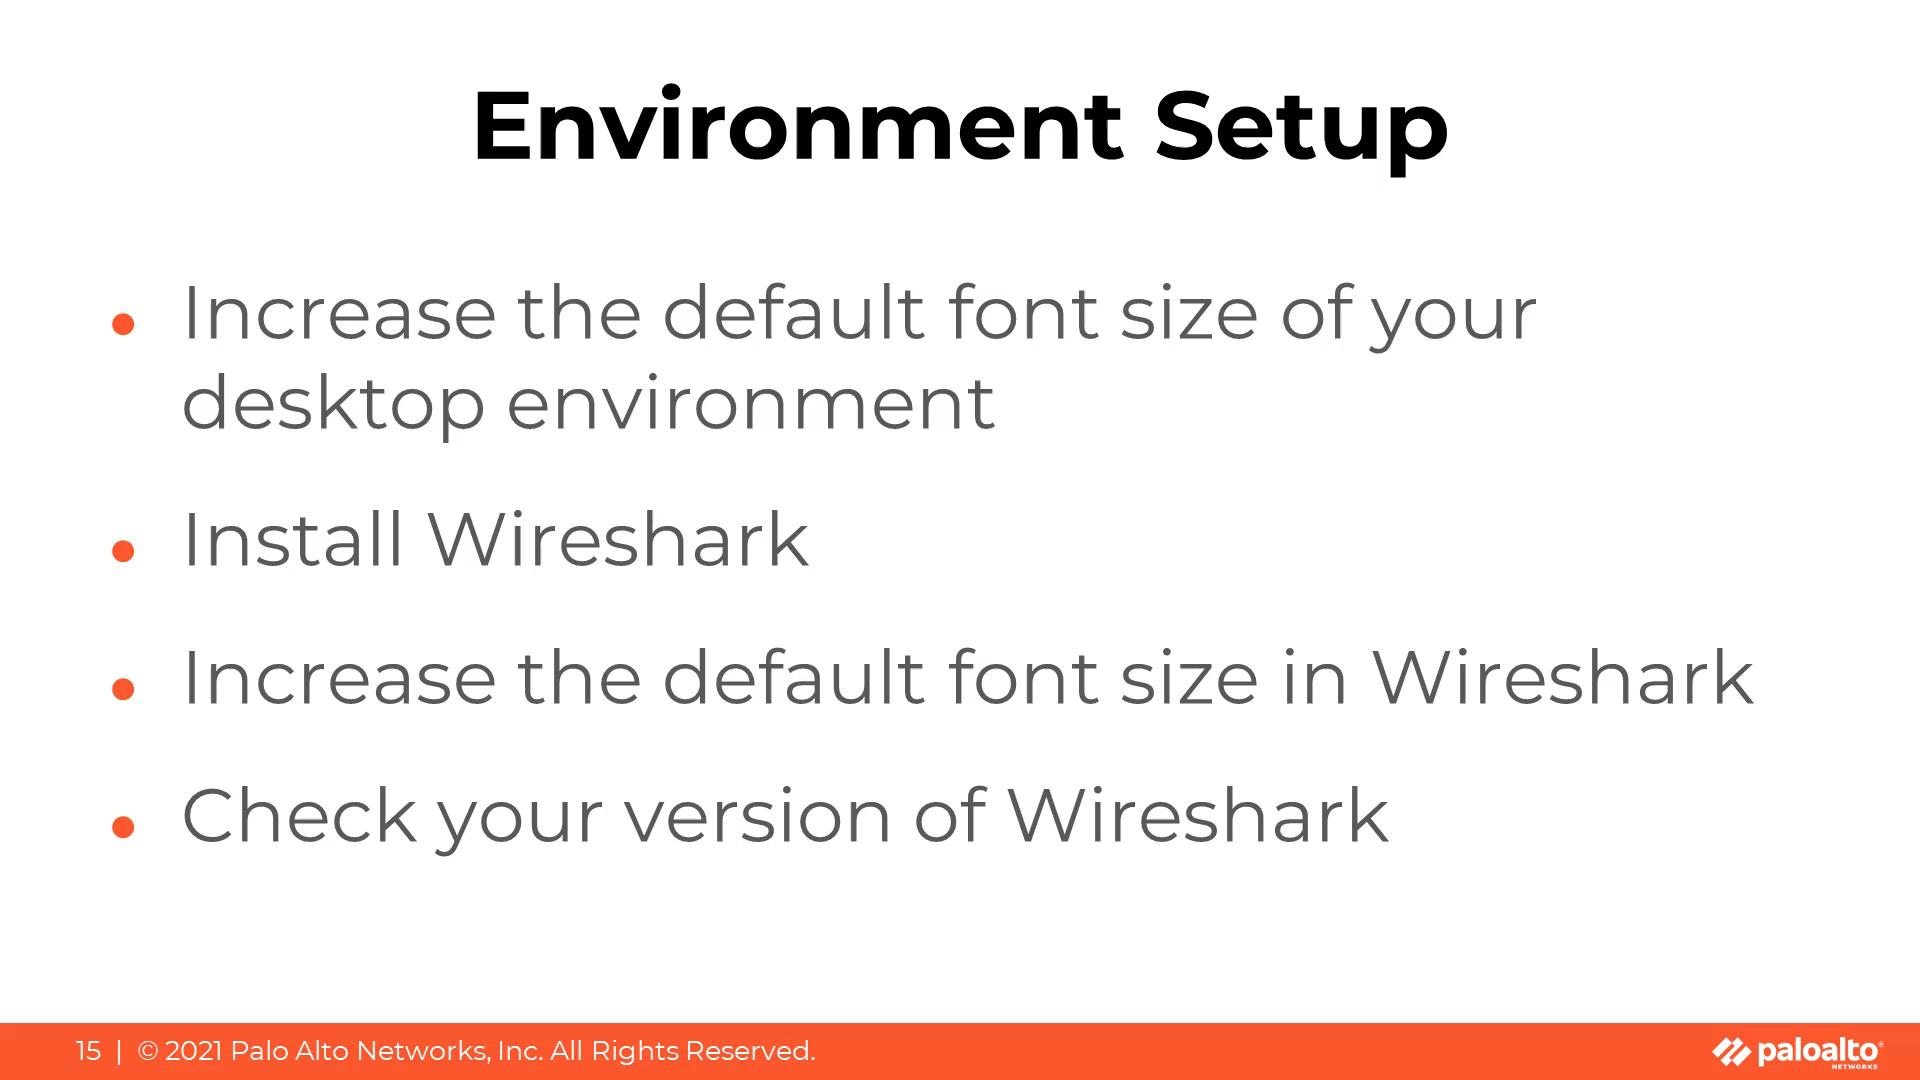 Environment Setup
• Increase the default font size of your
desktop environment
• Install Wireshark
• Increase the default font size in Wireshark
• Check your version of Wireshark
15 | © 2021 Palo Alto Networks, Inc. All Rights Reserved.
paloalto®
NETWORKS